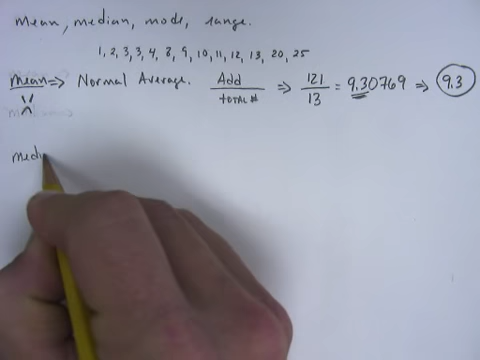 Mean, median, mode, range.
1, 2, 3, 3, 4, 8, 9, 10, 11, 12, 13, 20, 25
Mean => Normal Average. Add / TOTAL # => 121 / 13 = 9.30769 => 9.3
Medi